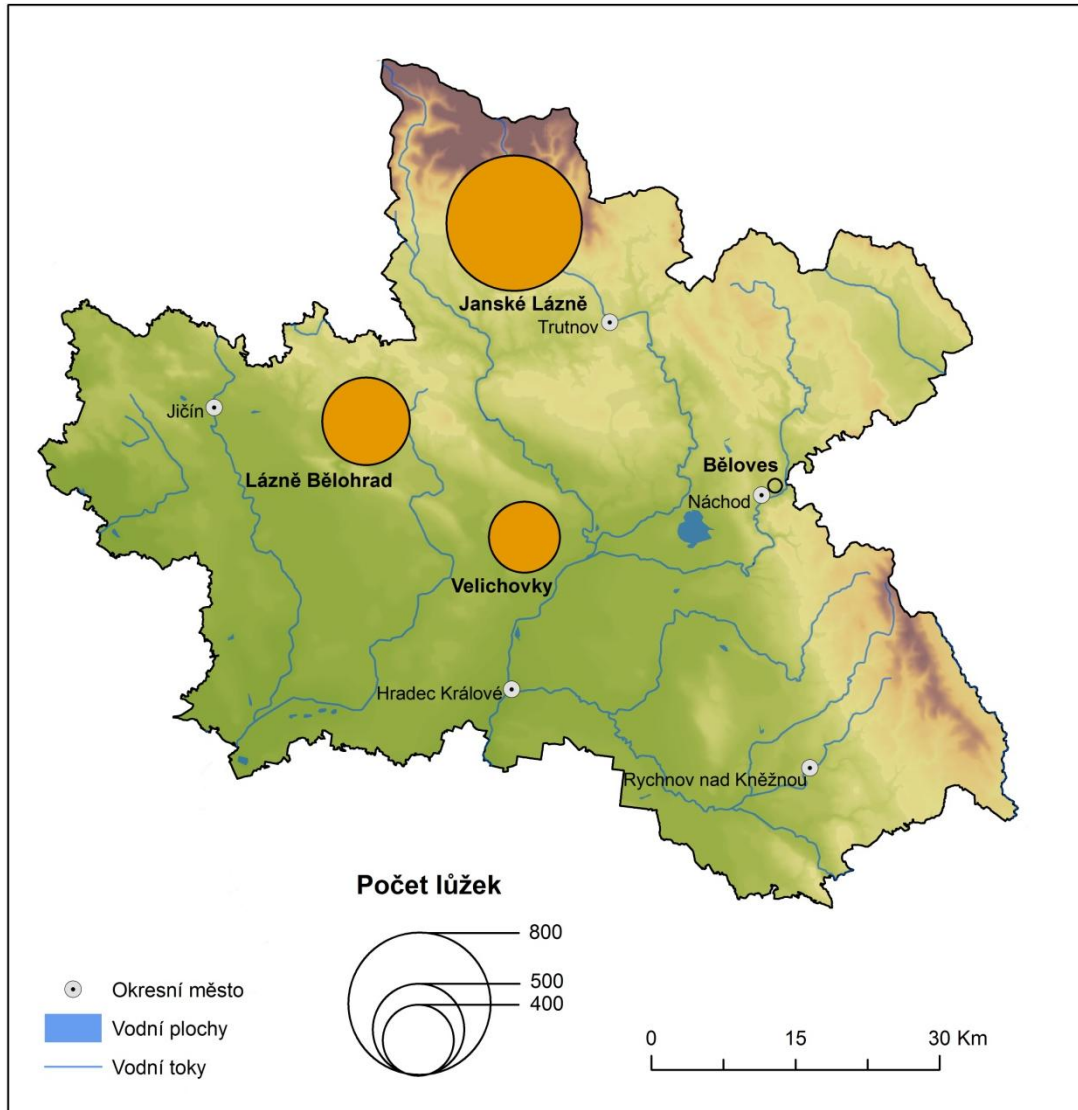 Janské Lázně
Trutnov
Jičín
Lázně Bělohrad
Běloves
Náchod
Velichovky
Hradec Králové
Rychnov nad Kněžnou
Počet lůžek
800
500
400
Okresní město
Vodní plochy
Vodní toky
0 15 30 Km